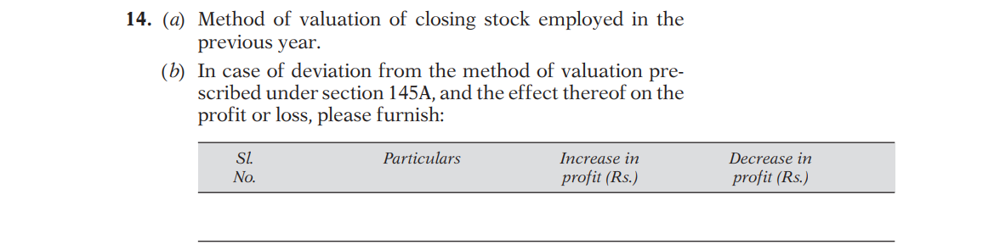 14. (a) Method of valuation of closing stock employed in the
previous year.
(b) In case of deviation from the method of valuation pre-
scribed under section 145A, and the effect thereof on the
profit or loss, please furnish:
Sl. Particulars Increase in Decrease in
No. profit (Rs.) profit (Rs.)